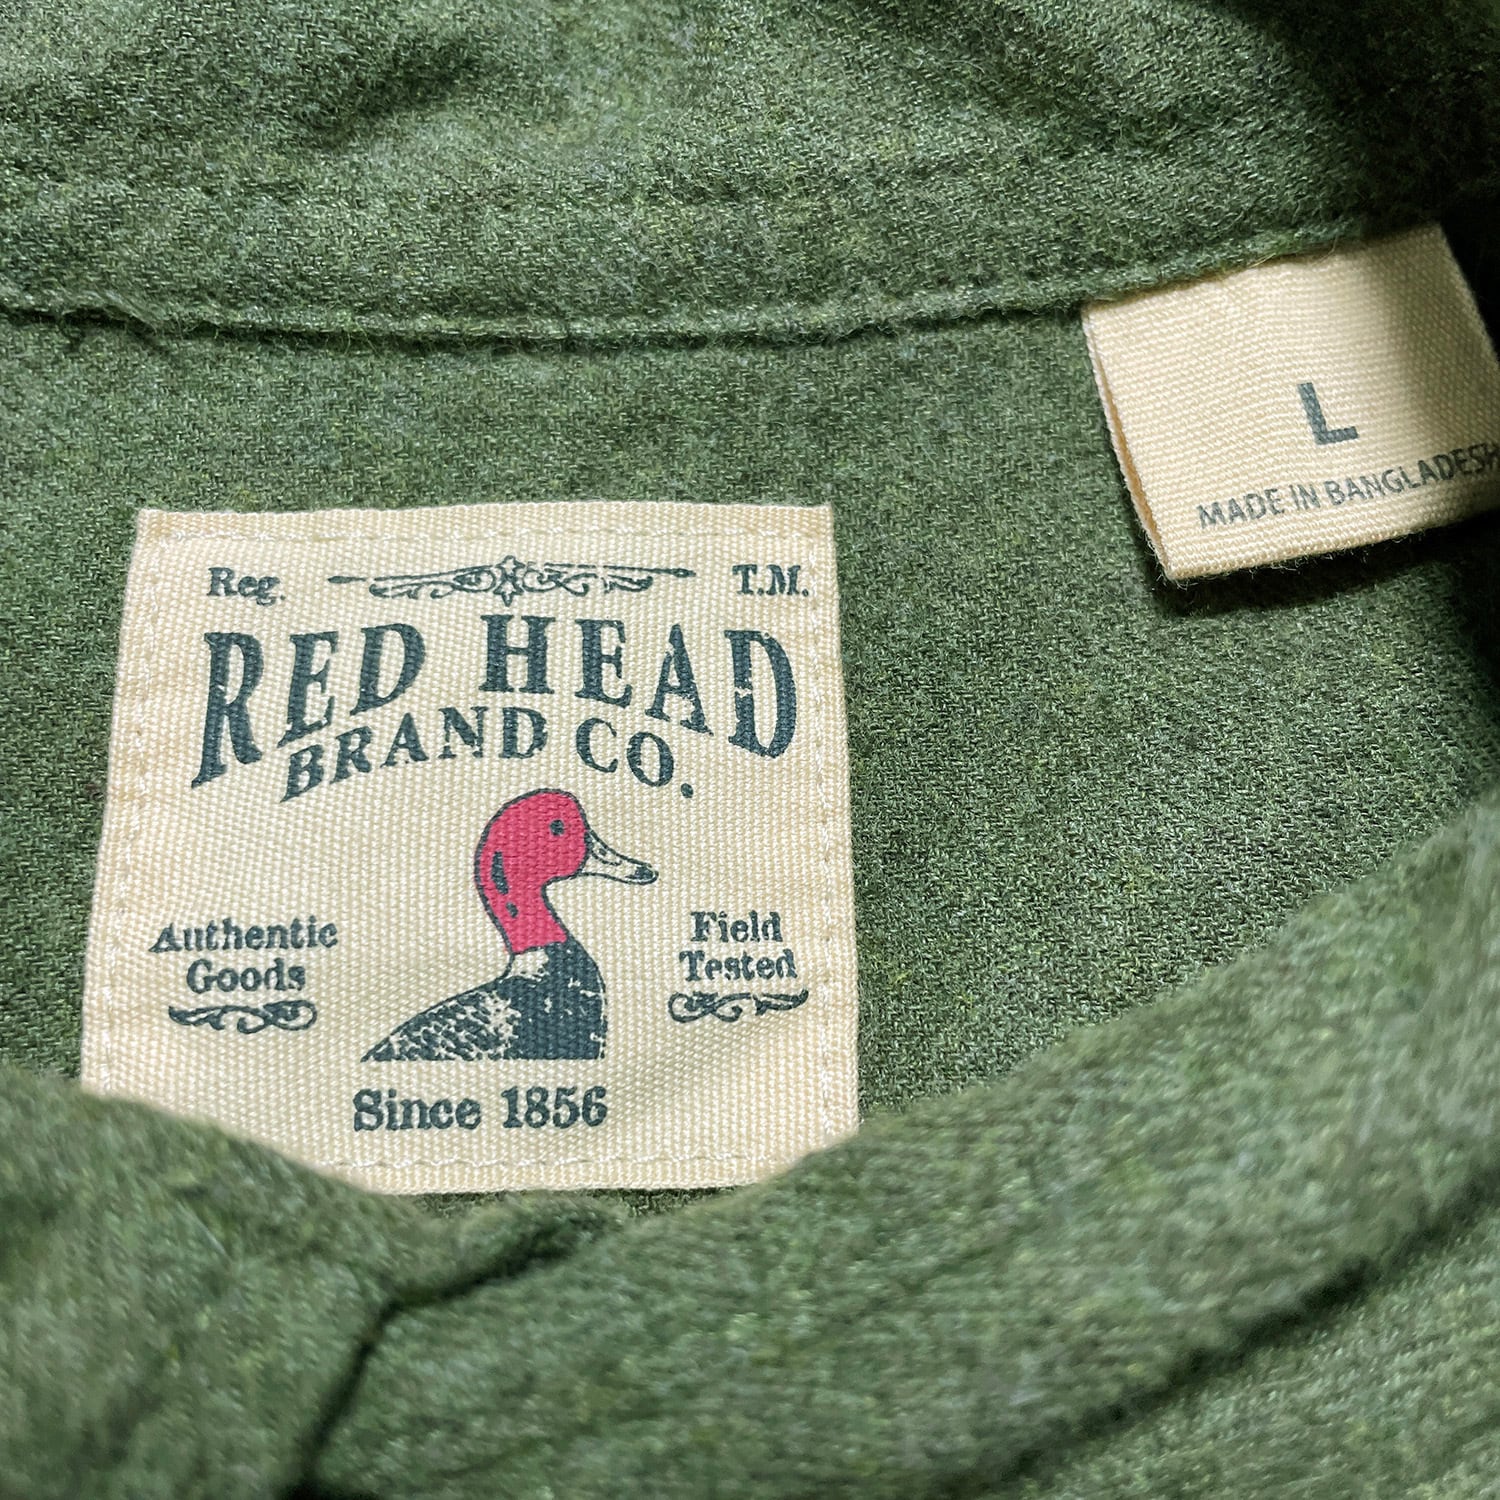 L
MADE IN BANGLADESH
Reg. T.M.
RED HEAD
BRAND CO.
Authentic
Goods
Field
Tested
Since 1856